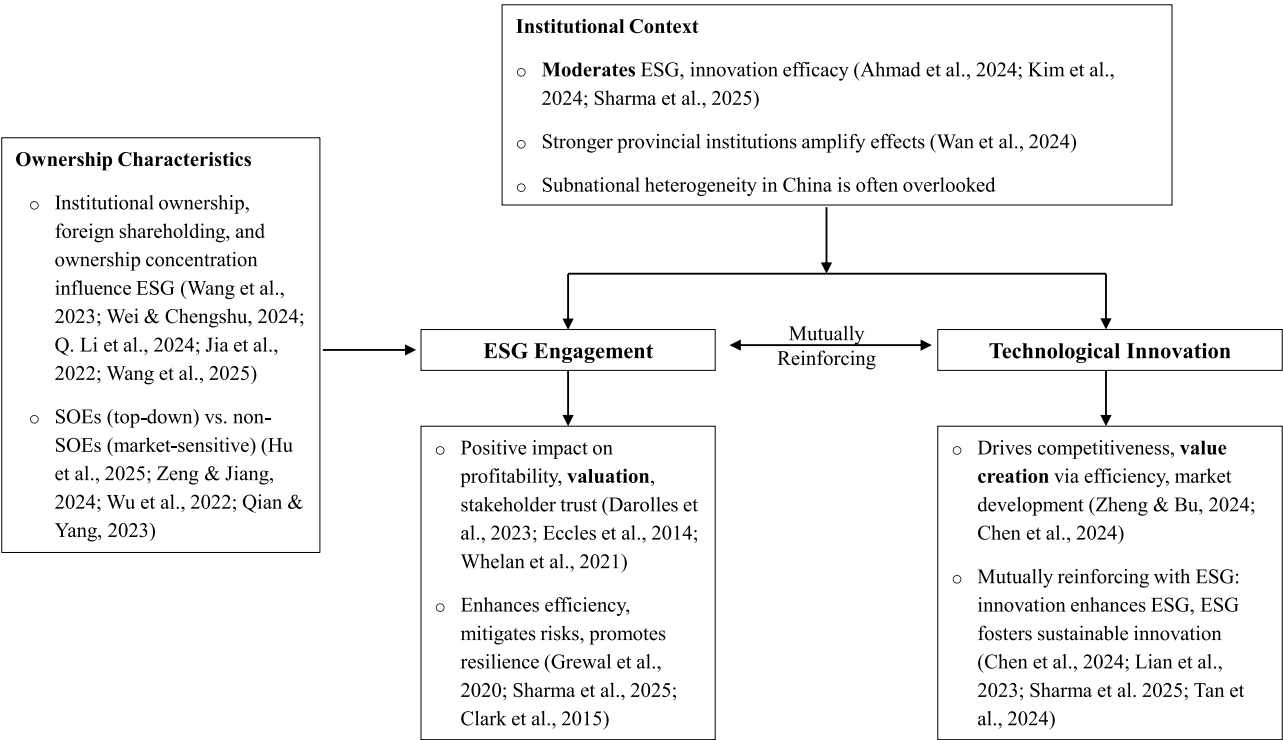 Institutional Context
○ Moderates ESG, innovation efficacy (Ahmad et al., 2024; Kim et al.,
2024; Sharma et al., 2025)
○ Stronger provincial institutions amplify effects (Wan et al., 2024)
○ Subnational heterogeneity in China is often overlooked
Ownership Characteristics
○ Institutional ownership,
foreign shareholding, and
ownership concentration
influence ESG (Wang et al.,
2023; Wei & Chengshu, 2024;
Q. Li et al., 2024; Jia et al.,
2022; Wang et al., 2025)
○ SOEs (top-down) vs. non-
SOEs (market-sensitive) (Hu
et al., 2025; Zeng & Jiang,
2024; Wu et al., 2022; Qian &
Yang, 2023)
ESG Engagement
Mutually
Reinforcing
Technological Innovation
○ Positive impact on
profitability, valuation,
stakeholder trust (Darolles et
al., 2023; Eccles et al., 2014;
Whelan et al., 2021)
○ Enhances efficiency,
mitigates risks, promotes
resilience (Grewal et al.,
2020; Sharma et al., 2025;
Clark et al., 2015)
○ Drives competitiveness, value
creation via efficiency, market
development (Zheng & Bu, 2024;
Chen et al., 2024)
○ Mutually reinforcing with ESG:
innovation enhances ESG, ESG
fosters sustainable innovation
(Chen et al., 2024; Lian et al.,
2023; Sharma et al. 2025; Tan et
al., 2024)